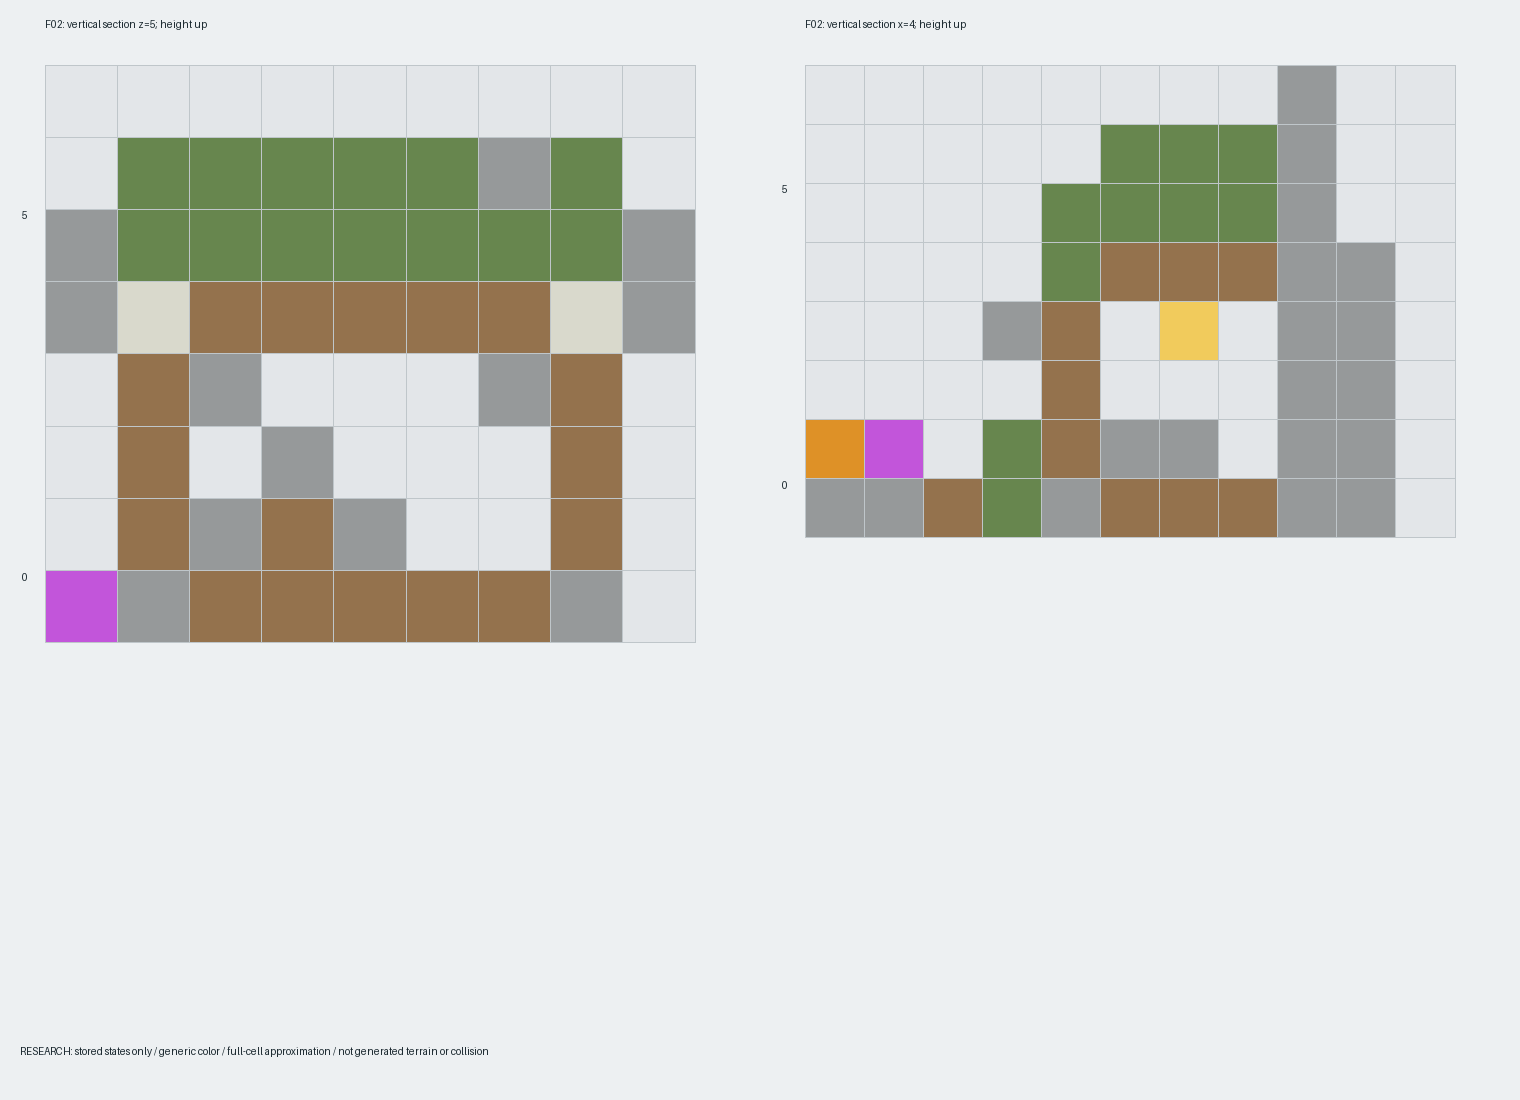 F02: vertical section z=5; height up
F02: vertical section x=4; height up
5
0
5
0
RESEARCH: stored states only / generic color / full-cell approximation / not generated terrain or collision